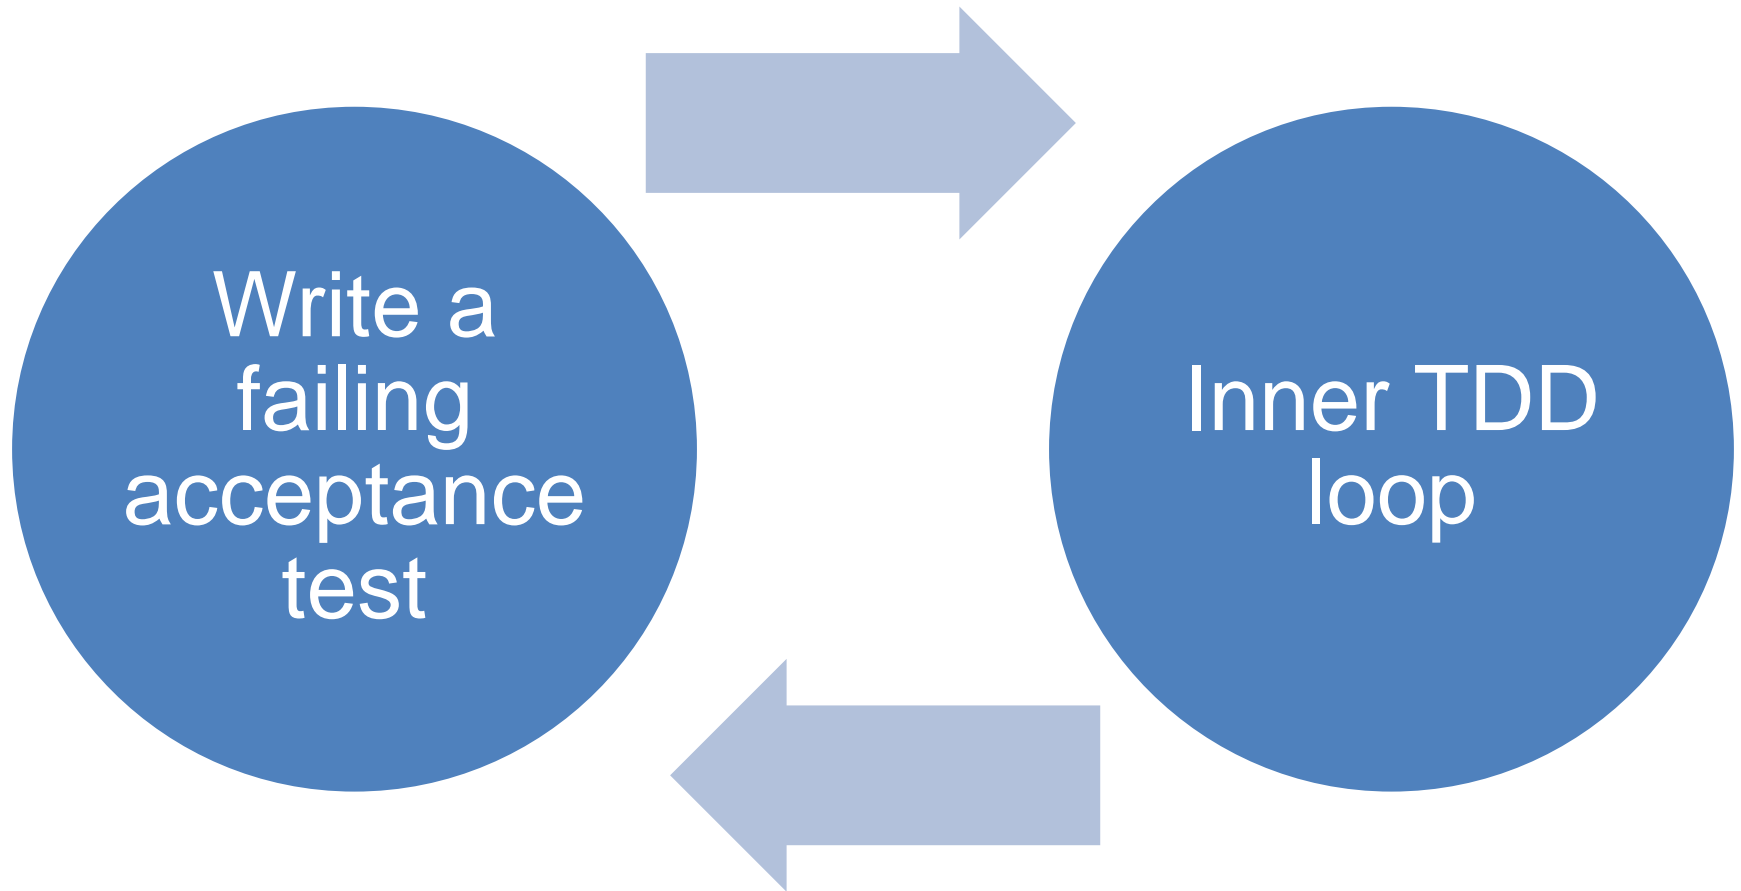 Write a
failing
acceptance
test
Inner TDD
loop